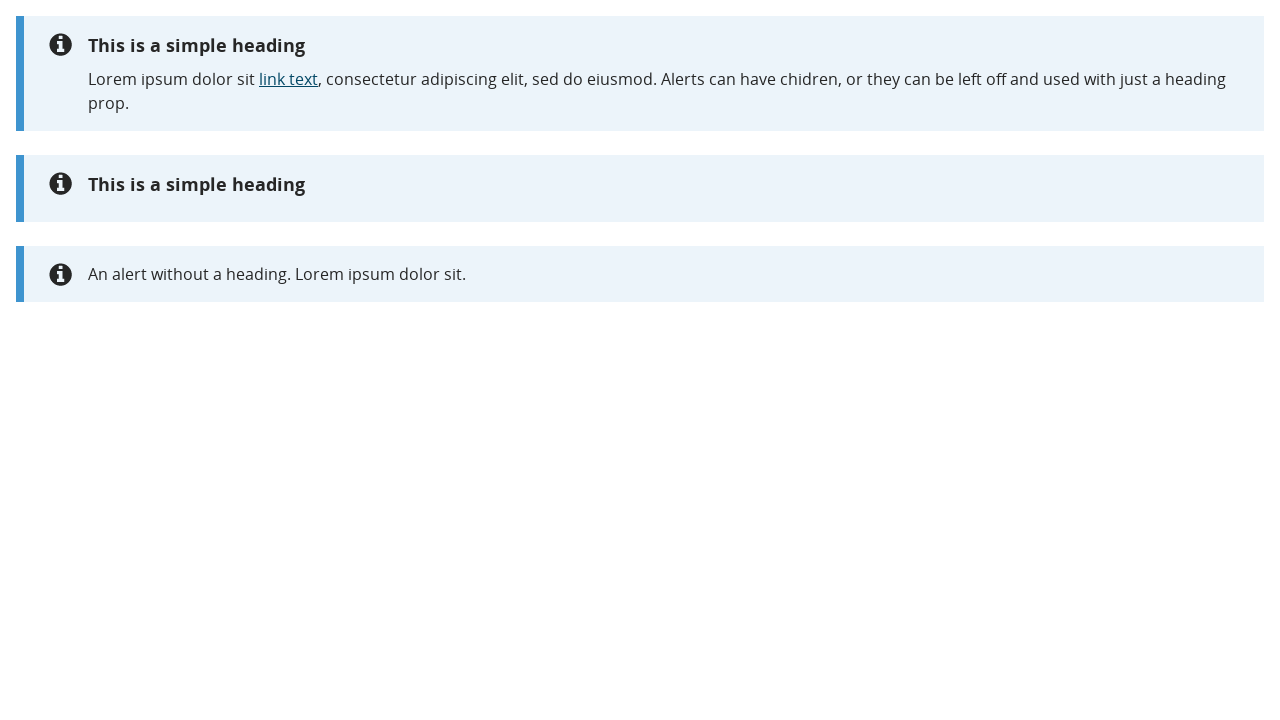 This is a simple heading
Lorem ipsum dolor sit link text, consectetur adipiscing elit, sed do eiusmod. Alerts can have chidren, or they can be left off and used with just a heading
prop.
This is a simple heading
An alert without a heading. Lorem ipsum dolor sit.